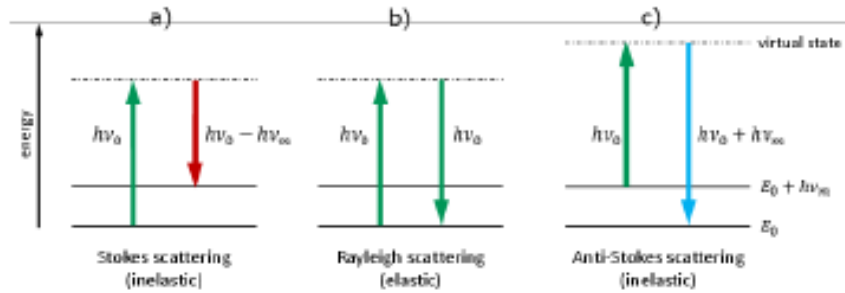 a)
b)
c)
virtual state
energy
hν₀
hν₀ − hνₘ
hν₀
hν₀
hν₀
hν₀ + hνₘ
E₀ + hνₘ
E₀
Stokes scattering
(inelastic)
Rayleigh scattering
(elastic)
Anti-Stokes scattering
(inelastic)